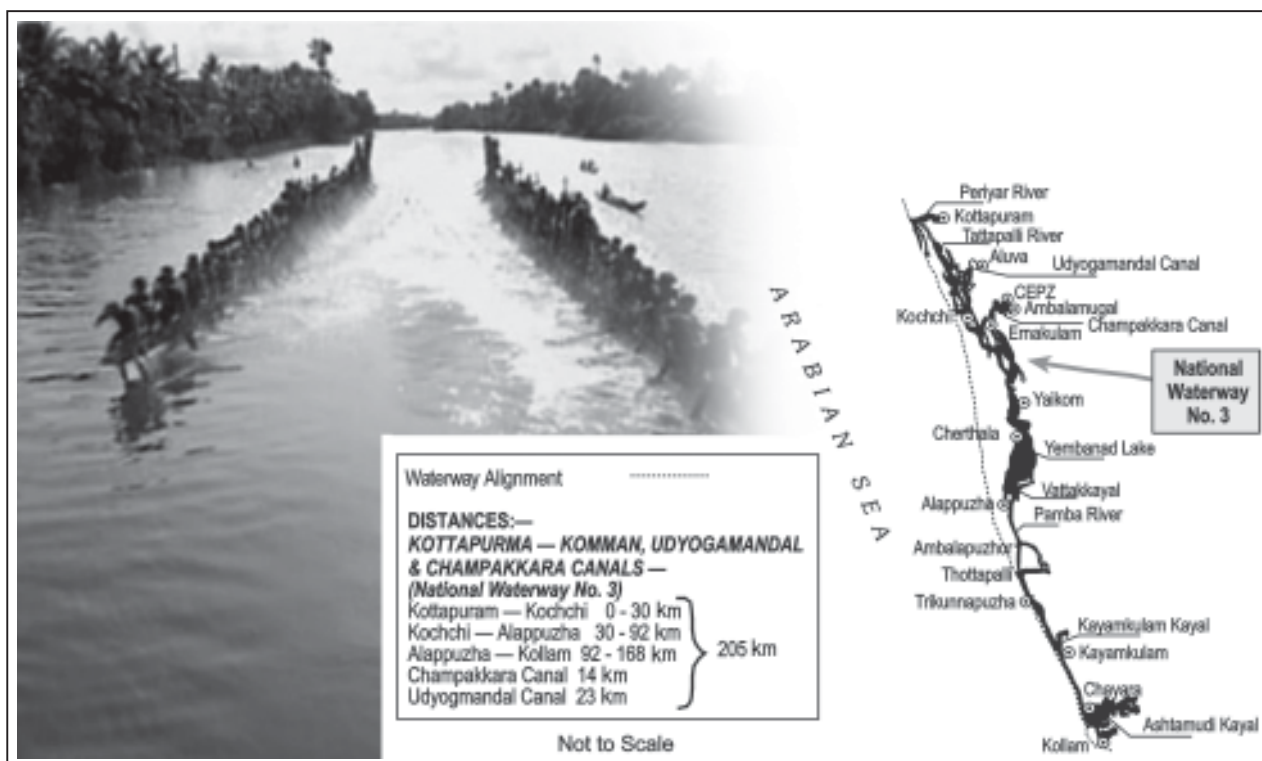 Periyar River
Kottapuram
Tattapalli River
Aluva
Udyogamandal Canal
CEPZ
Ambalamugal
Kochchi
Champakkara Canal
Ernakulam
National
Waterway
No. 3
Yaikom
Cherthala
Yembanad Lake
Vattakkayal
Alappuzha
Pamba River
Ambalapuzhor
Thottapalli
Trikunnapuzha
Kayamkulam Kayal
Kayamkulam
Chavara
Ashtamudi Kayal
Kollam
ARABIAN SEA
Waterway Alignment
DISTANCES:—
KOTTAPURMA — KOMMAN, UDYOGAMANDAL
& CHAMPAKKARA CANALS —
(National Waterway No. 3)
Kottapuram — Kochchi 0 - 30 km
Kochchi — Alappuzha 30 - 92 km
Alappuzha — Kollam 92 - 168 km
Champakkara Canal 14 km
Udyogmandal Canal 23 km
205 km
Not to Scale